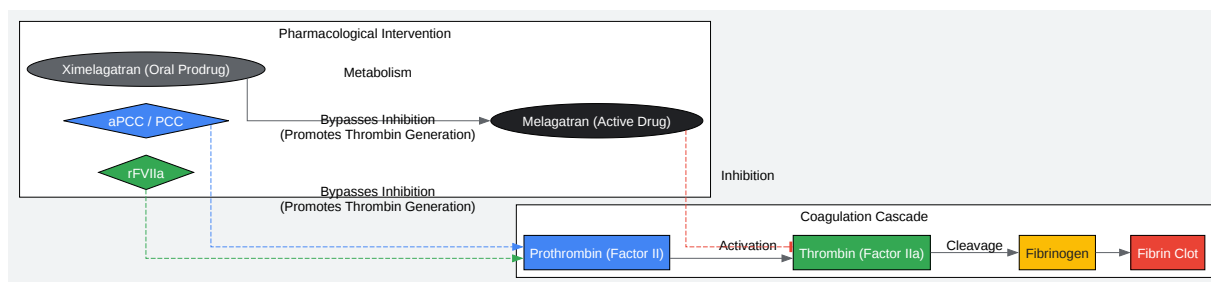 Pharmacological Intervention
Ximelagatran (Oral Prodrug)
Metabolism
aPCC / PCC
Bypasses Inhibition
(Promotes Thrombin Generation)
Melagatran (Active Drug)
rFVIIa
Inhibition
Bypasses Inhibition
(Promotes Thrombin Generation)
Coagulation Cascade
Prothrombin (Factor II)
Activation
Thrombin (Factor IIa)
Cleavage
Fibrinogen
Fibrin Clot